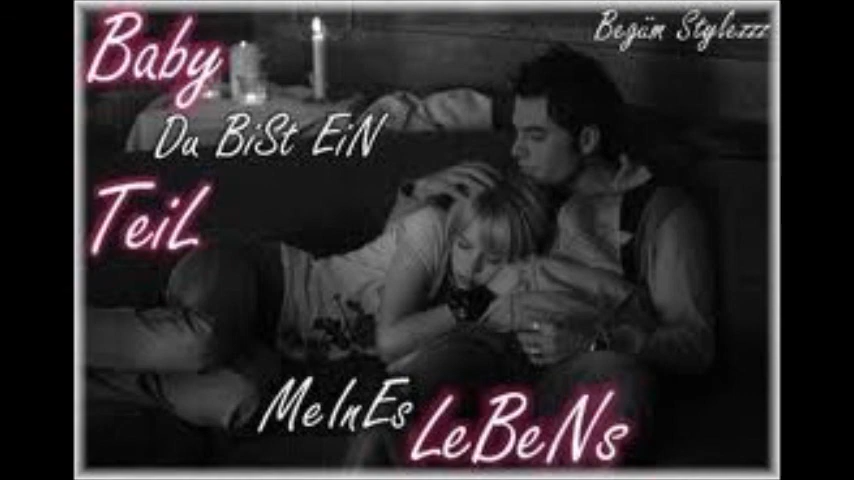 Begüm Stylezzz
Baby
Du BiSt EiN
TeiL
MeInEs
LeBeNs